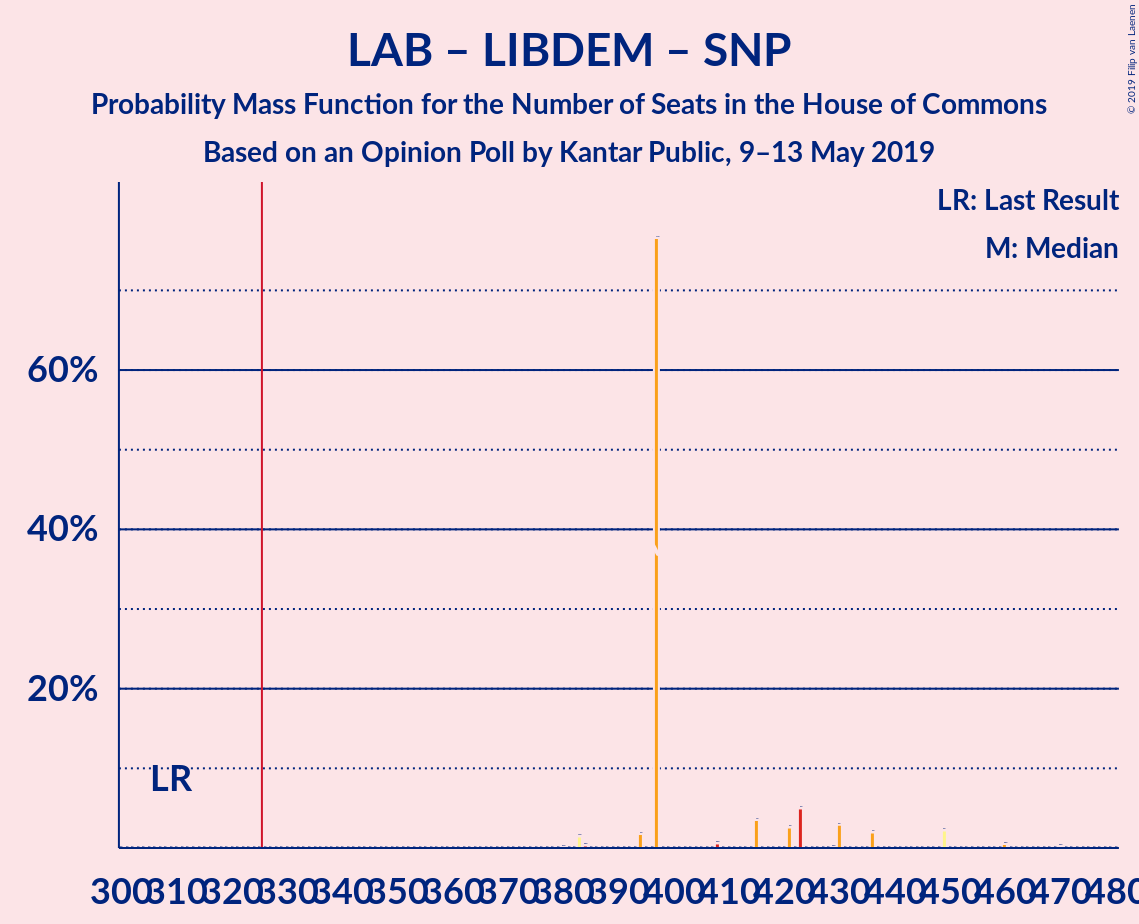 LAB – LIBDEM – SNP
Probability Mass Function for the Number of Seats in the House of Commons
Based on an Opinion Poll by Kantar Public, 9–13 May 2019
© 2019 Filip van Laenen
LR: Last Result
M: Median
60%
40%
20%
LR
300 310 320 330 340 350 360 370 380 390 400 410 420 430 440 450 460 470 480